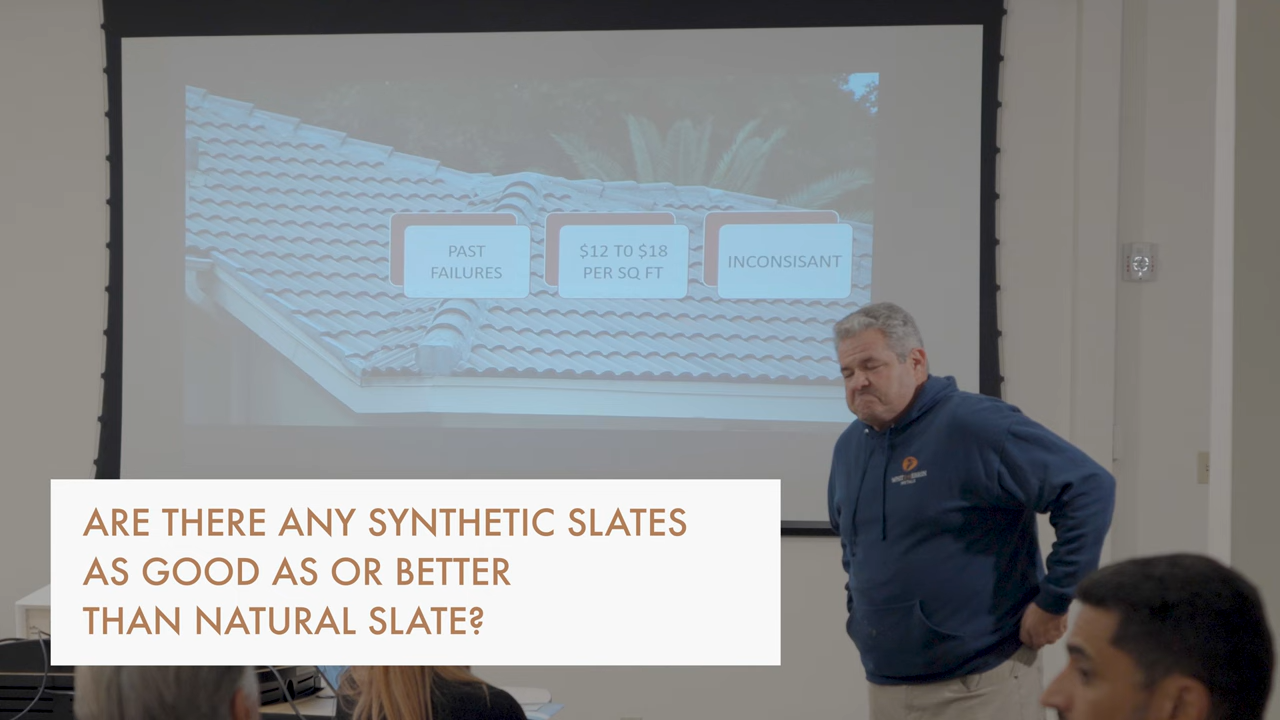 PAST
FAILURES
$12 T0 $18
PER SQ FT
INCONSISANT
ARE THERE ANY SYNTHETIC SLATES
AS GOOD AS OR BETTER
THAN NATURAL SLATE?